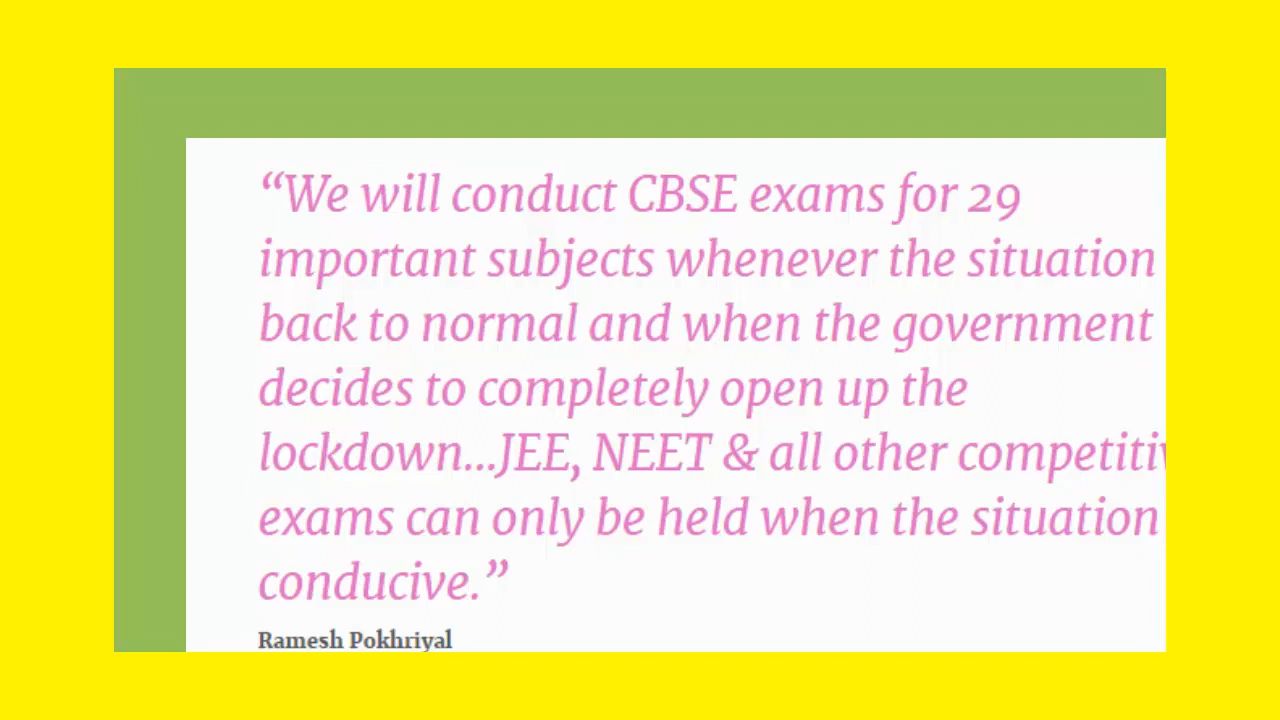 “We will conduct CBSE exams for 29
important subjects whenever the situation
back to normal and when the government
decides to completely open up the
lockdown...JEE, NEET & all other
exams can only be held when the situation
conducive.”
Ramesh Pokhriyal